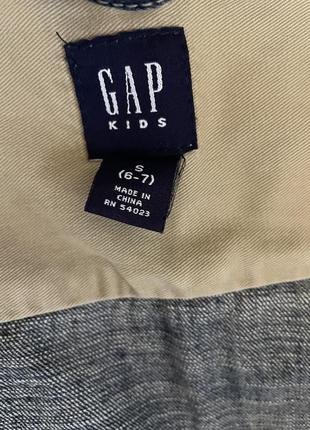 GAP
KIDS
S
(6-7)
MADE IN
CHINA
RN 54023